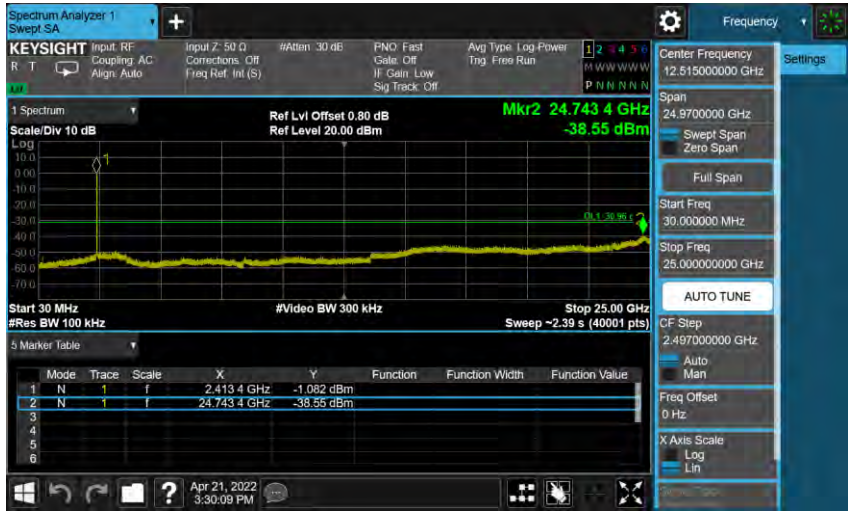 Spectrum Analyzer 1
Swept SA
+
Frequency
KEYSIGHT
R T
Input: RF
Coupling: AC
Align: Auto
Input Z: 50 Ω
Corrections: Off
Freq Ref: Int (S)
#Atten: 30 dB
PNO: Fast
Gate: Off
IF Gain: Low
Sig Track: Off
Avg Type: Log-Power
Trig: Free Run
1 2 3 4 5 6
M W W W W W
P N N N N N
1 Spectrum
Scale/Div 10 dB
Ref Lvl Offset 0.80 dB
Ref Level 20.00 dBm
Mkr2 24.743 4 GHz
-38.55 dBm
Log
10.0
0.00
-10.0
-20.0
-30.0
-40.0
-50.0
-60.0
-70.0
1
2
Start 30 MHz
#Res BW 100 kHz
#Video BW 300 kHz
Stop 25.00 GHz
Sweep ~2.39 s (40001 pts)
5 Marker Table
Mode Trace Scale X Y Function Function Width Function Value
1 N 1 f 2.413 4 GHz -1.082 dBm
2 N 1 f 24.743 4 GHz -38.55 dBm
3
4
5
6
Apr 21, 2022
3:30:09 PM
?
Center Frequency
12.515000000 GHz
Settings
Span
24.9700000 GHz
Swept Span
Zero Span
Full Span
Start Freq
30.000000 MHz
Stop Freq
25.000000000 GHz
AUTO TUNE
CF Step
2.497000000 GHz
Auto
Man
Freq Offset
0 Hz
X Axis Scale
Log
Lin